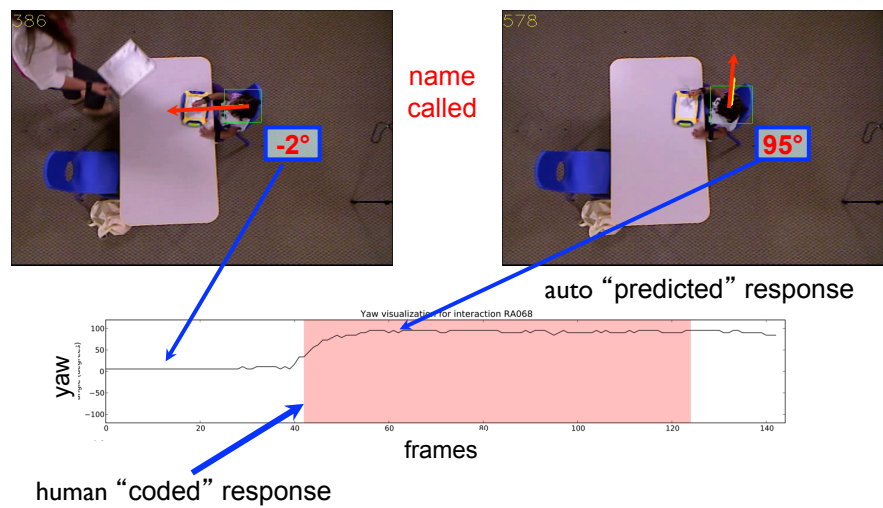 386
578
name
called
-2°
95°
auto “predicted” response
Yaw visualization for interaction RA068
yaw
100
50
0
−50
−100
0
20
40
60
80
100
120
140
frames
human “coded” response